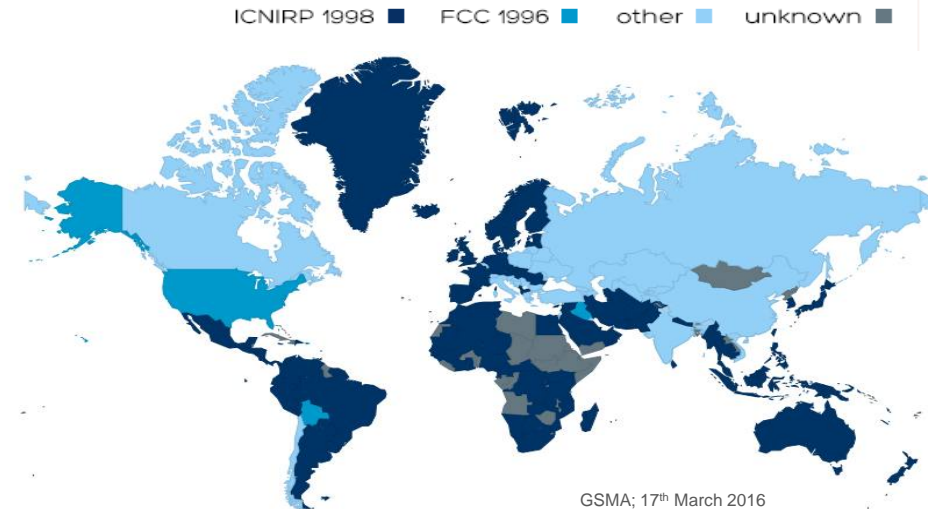 ICNIRP 1998 FCC 1996 other unknown
GSMA; 17th March 2016